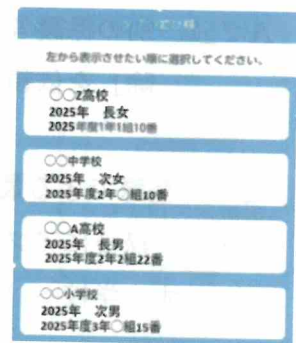 左から表示させたい順に選択してください。
○○2高校
2025年 長女
2025年度1年1組10番
○○中学校
2025年 次女
2025年度2年○組10番
○○A高校
2025年 長男
2025年度2年2組22番
○○小学校
2025年 次男
2025年度3年○組15番